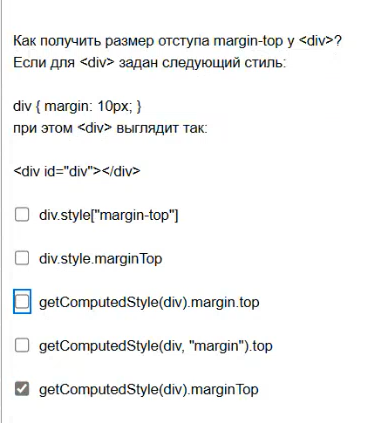 Как получить размер отступа margin-top у <div>?
Если для <div> задан следующий стиль:
div { margin: 10px; }
при этом <div> выглядит так:
<div id="div"></div>
div.style["margin-top"]
div.style.marginTop
getComputedStyle(div).margin.top
getComputedStyle(div, "margin").top
getComputedStyle(div).marginTop